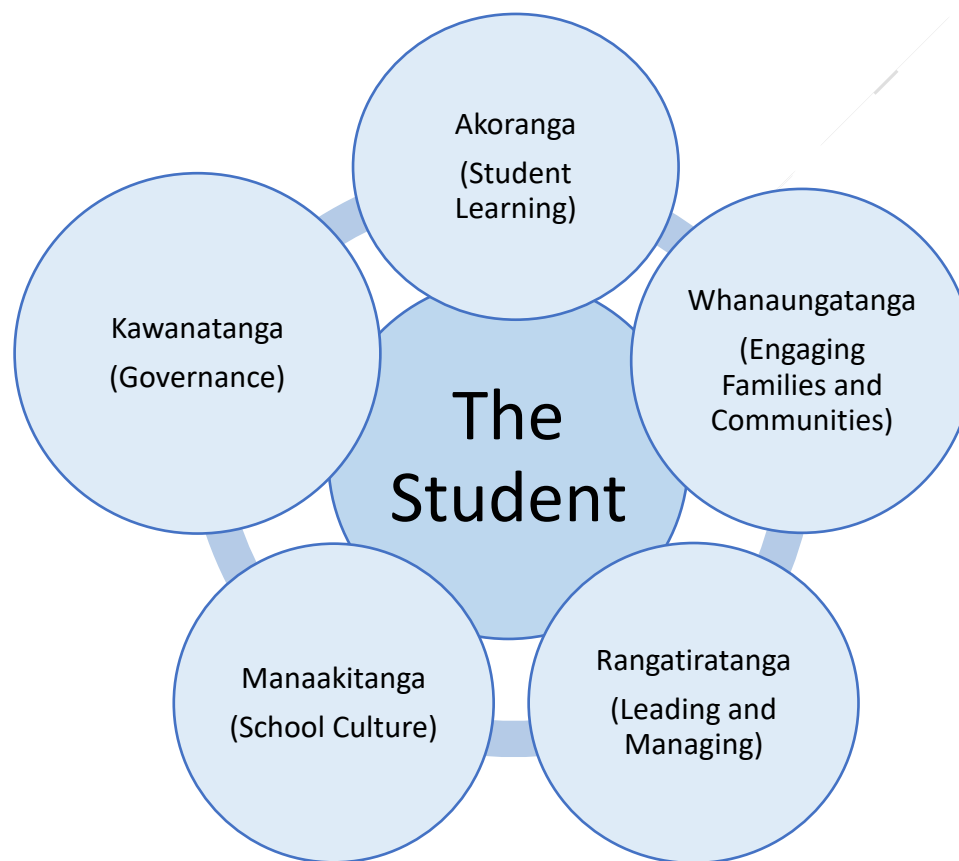 Akoranga
(Student
Learning)
Whanaungatanga
(Engaging
Families and
Communities)
Kawanatanga
(Governance)
The
Student
Rangatiratanga
(Leading and
Managing)
Manaakitanga
(School Culture)